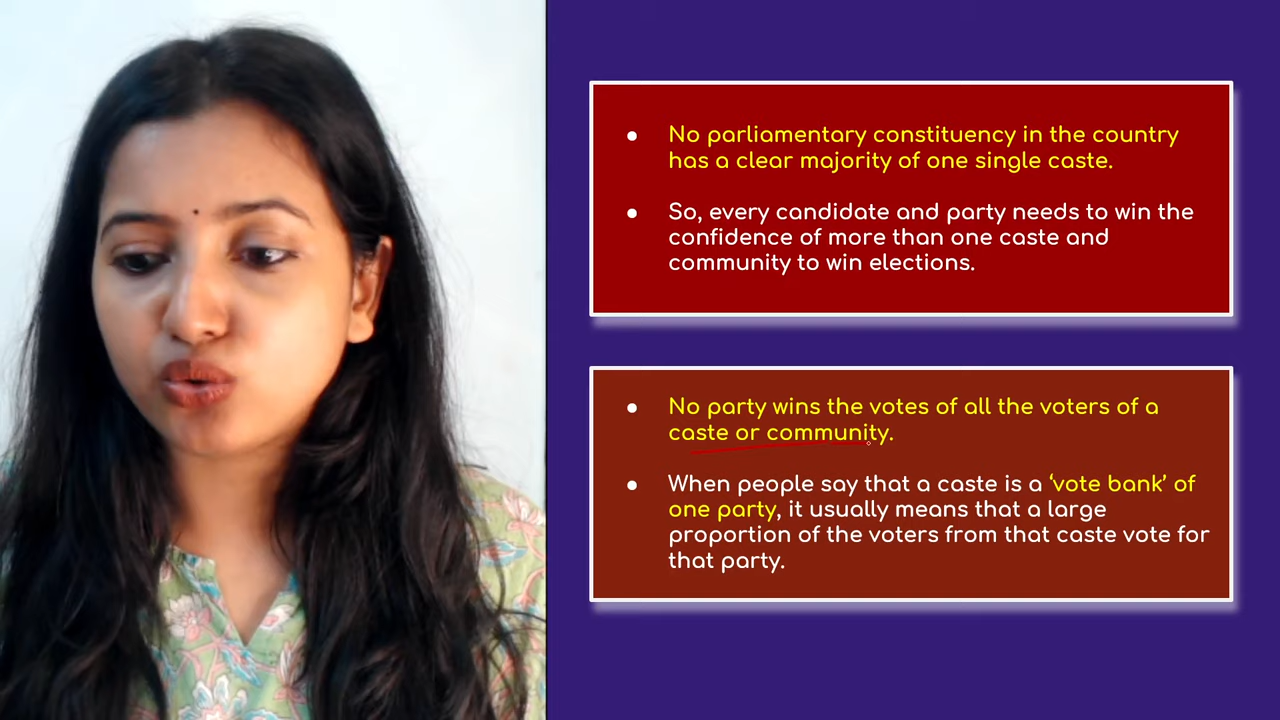 No parliamentary constituency in the country
has a clear majority of one single caste.
So, every candidate and party needs to win the
confidence of more than one caste and
community to win elections.
No party wins the votes of all the voters of a
caste or community.
When people say that a caste is a ‘vote bank’ of
one party, it usually means that a large
proportion of the voters from that caste vote for
that party.